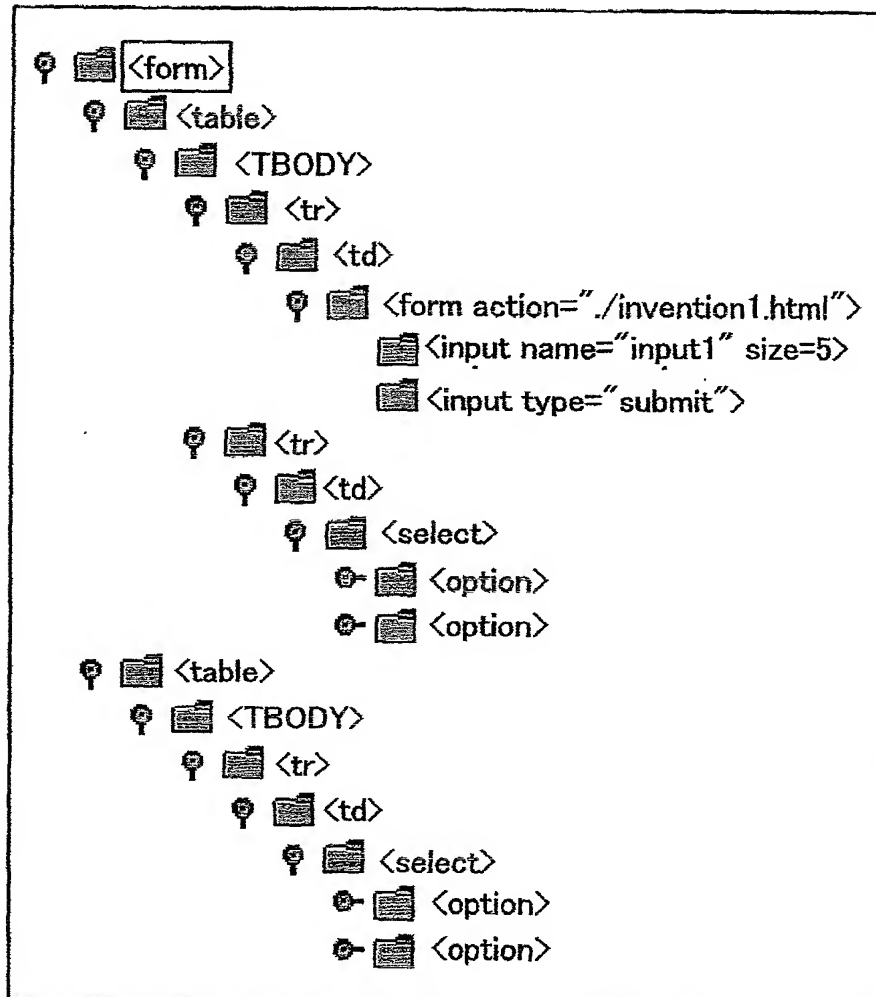 <form>
<table>
<TBODY>
<tr>
<td>
<form action="./invention1.html">
<input name="input1" size=5>
<input type="submit">
<tr>
<td>
<select>
<option>
<option>
<table>
<TBODY>
<tr>
<td>
<select>
<option>
<option>